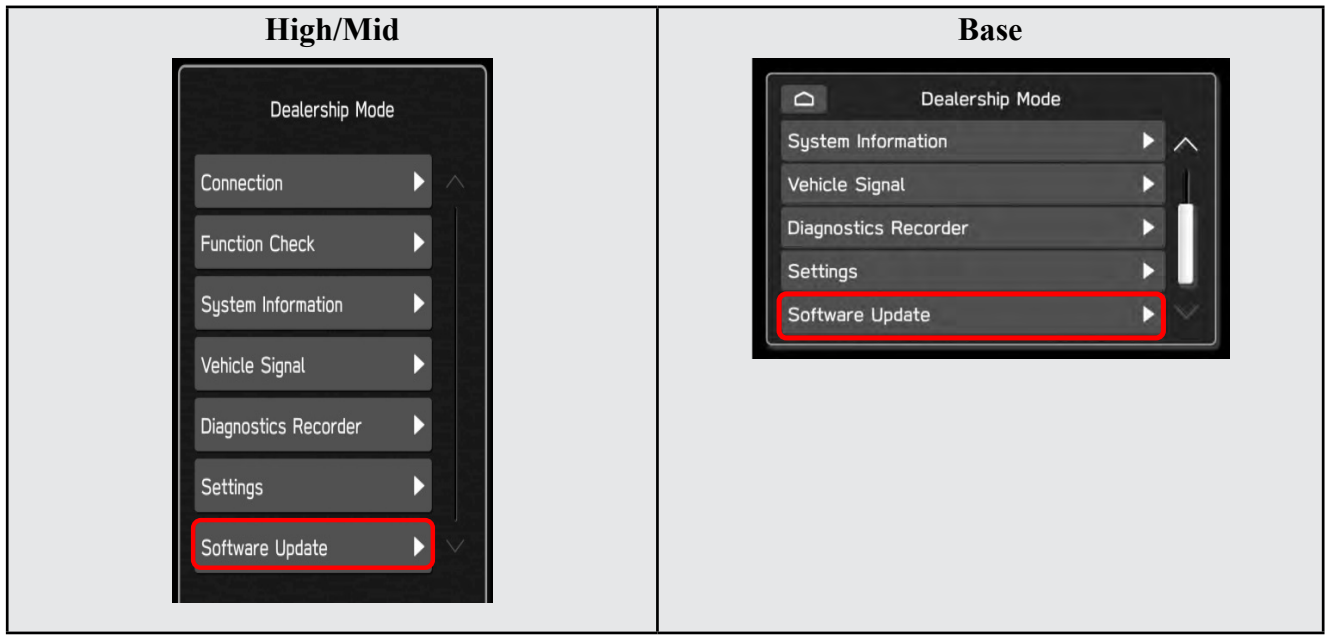 High/Mid
Dealership Mode
Connection
Function Check
System Information
Vehicle Signal
Diagnostics Recorder
Settings
Software Update
Base
Dealership Mode
System Information
Vehicle Signal
Diagnostics Recorder
Settings
Software Update